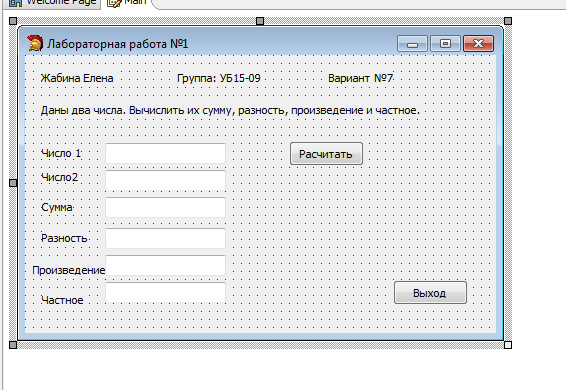 Welcome Page Main
Лабораторная работа №1
Жабина Елена Группа: УБ15-09 Вариант №7
Даны два числа. Вычислить их сумму, разность, произведение и частное.
Число 1 Расчитать
Число2
Сумма
Разность
Произведение
Частное Выход